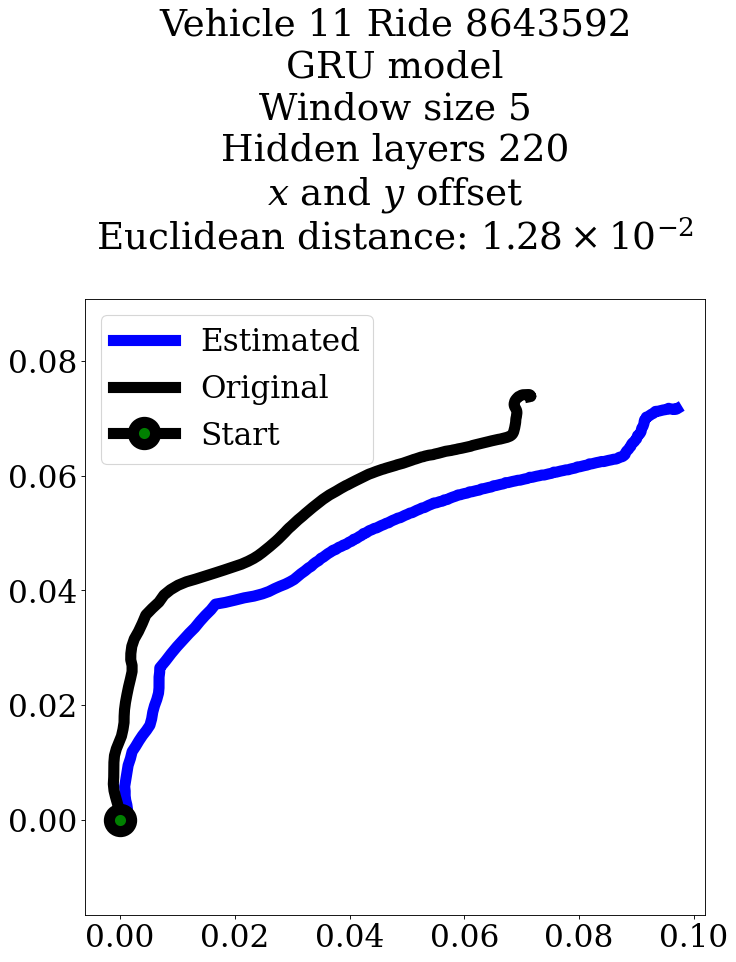 Vehicle 11 Ride 8643592
GRU model
Window size 5
Hidden layers 220
x and y offset
Euclidean distance: 1.28 × 10⁻²
Estimated
Original
Start
0.08
0.06
0.04
0.02
0.00
0.00 0.02 0.04 0.06 0.08 0.10